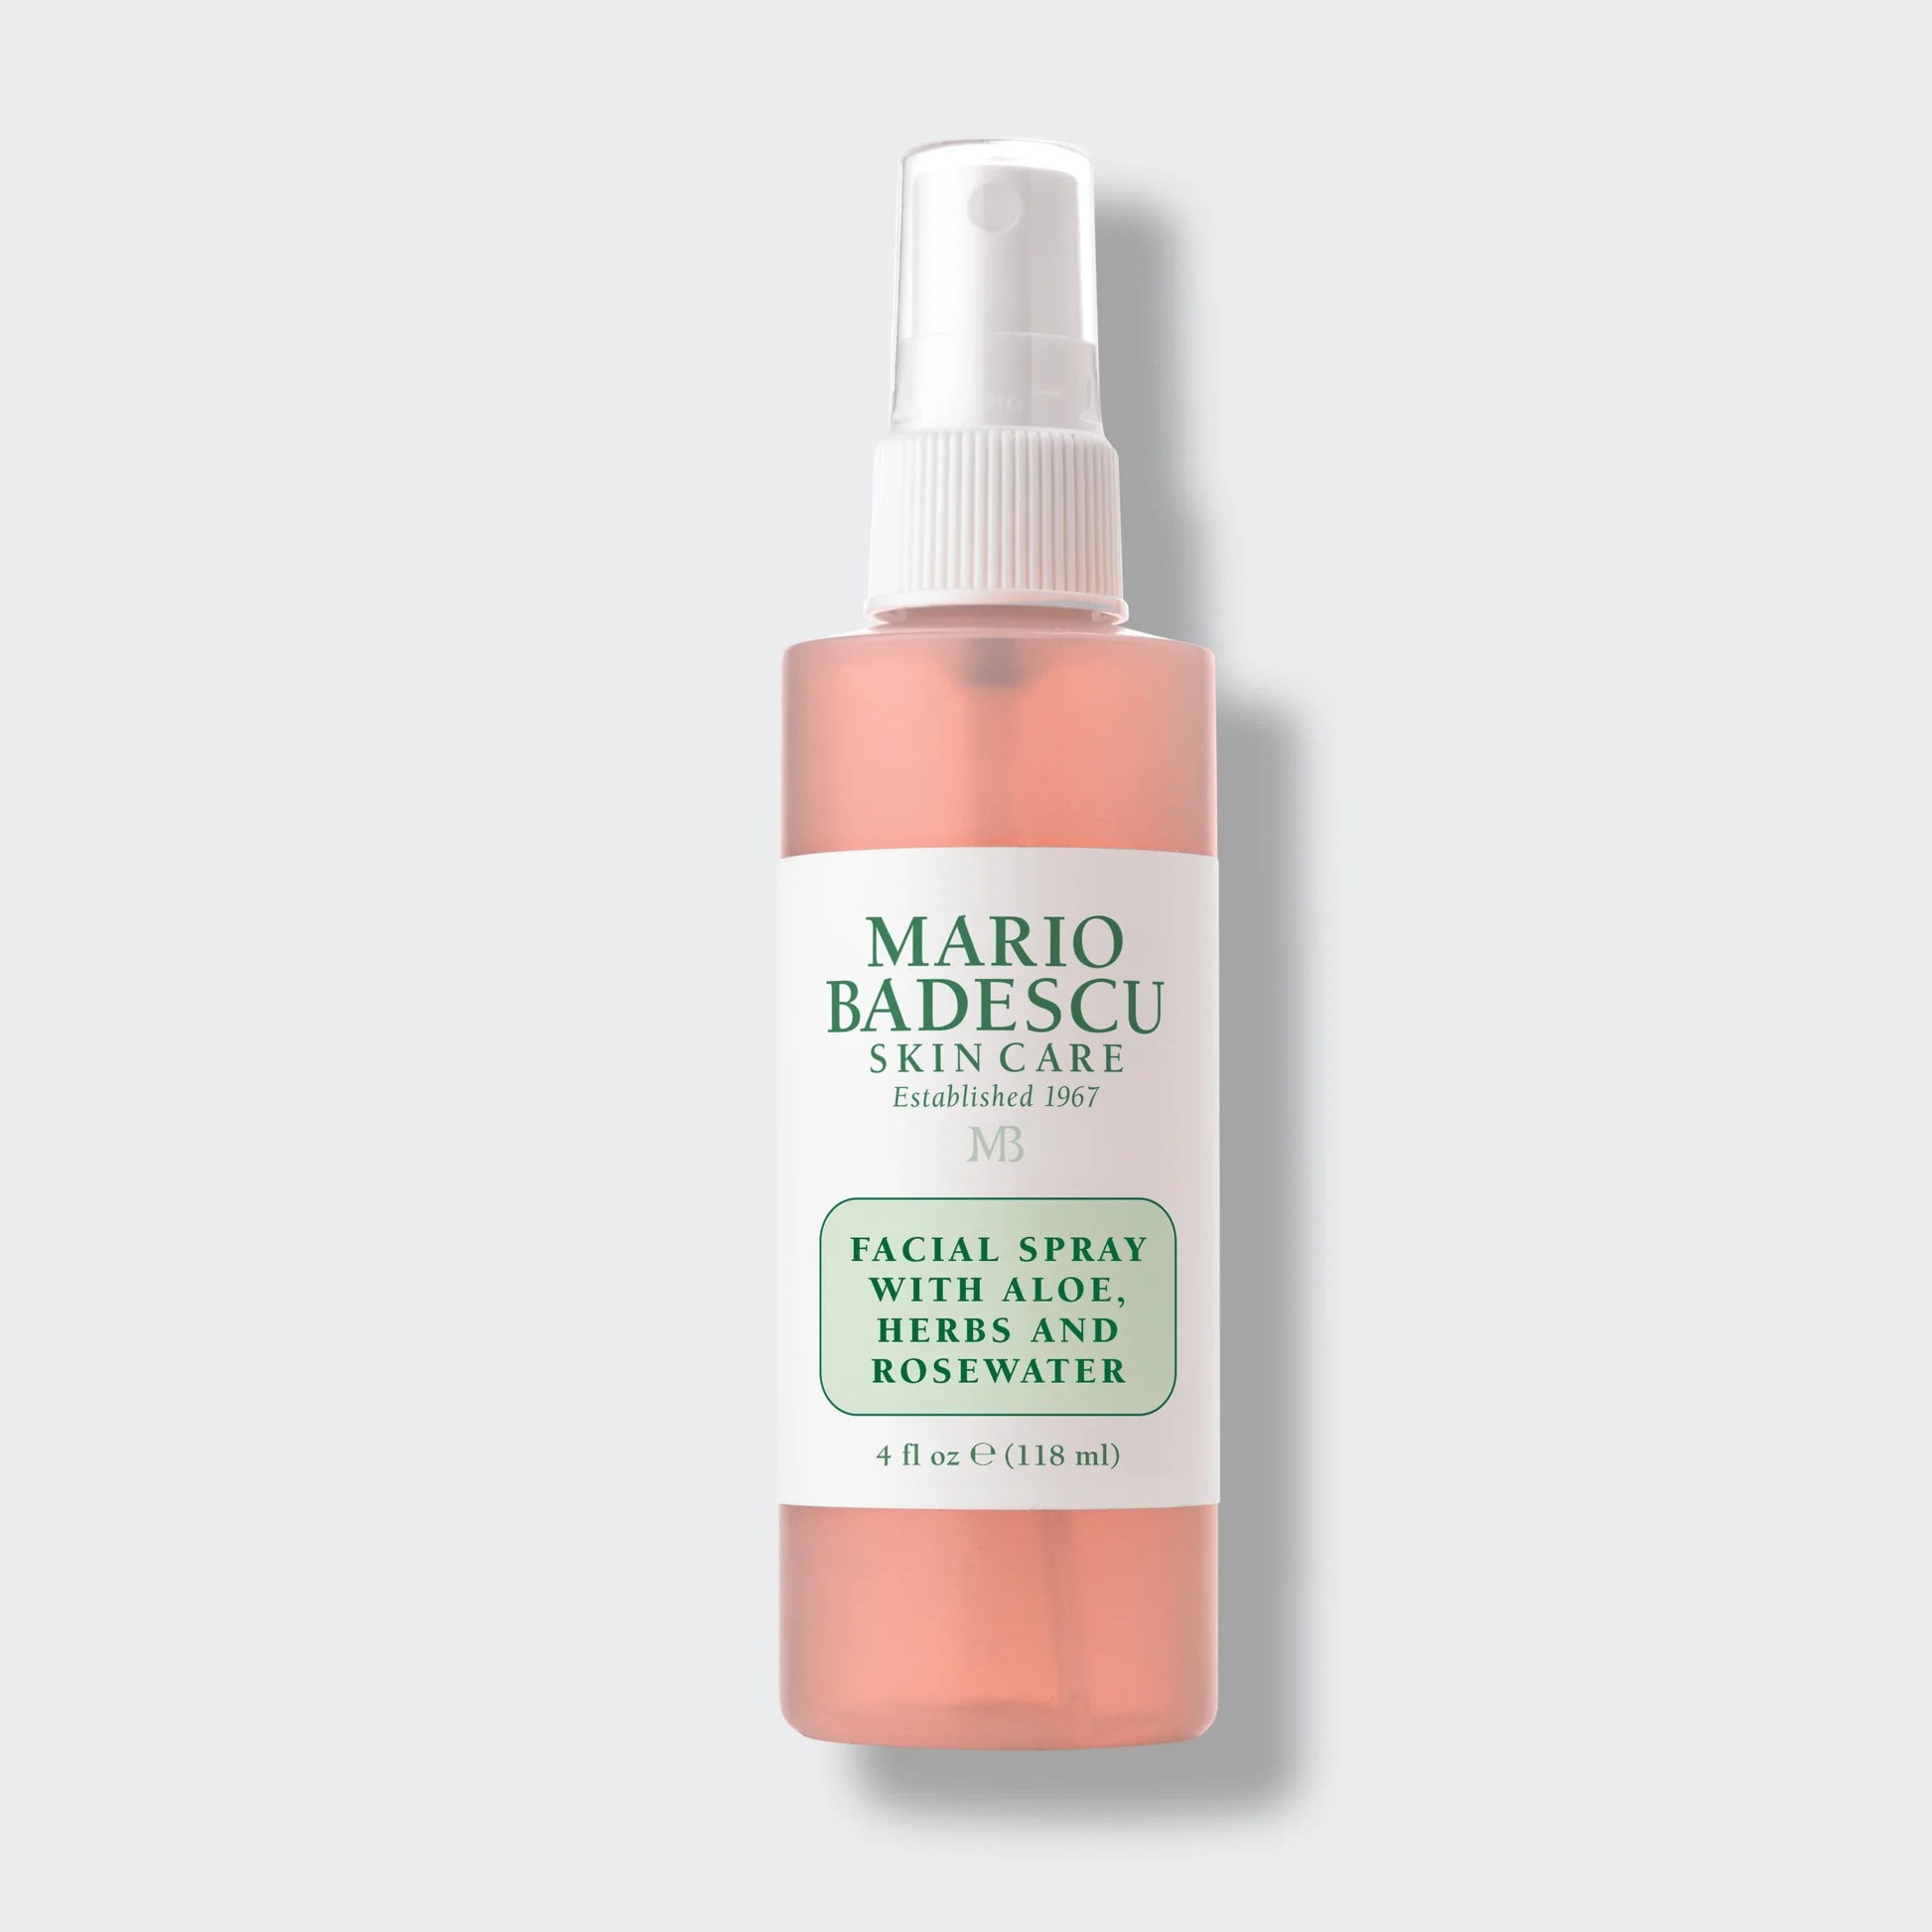 MARIO
BADESCU
SKIN CARE
Established 1967
MB
FACIAL SPRAY
WITH ALOE,
HERBS AND
ROSEWATER
4 fl oz ℮ (118 ml)